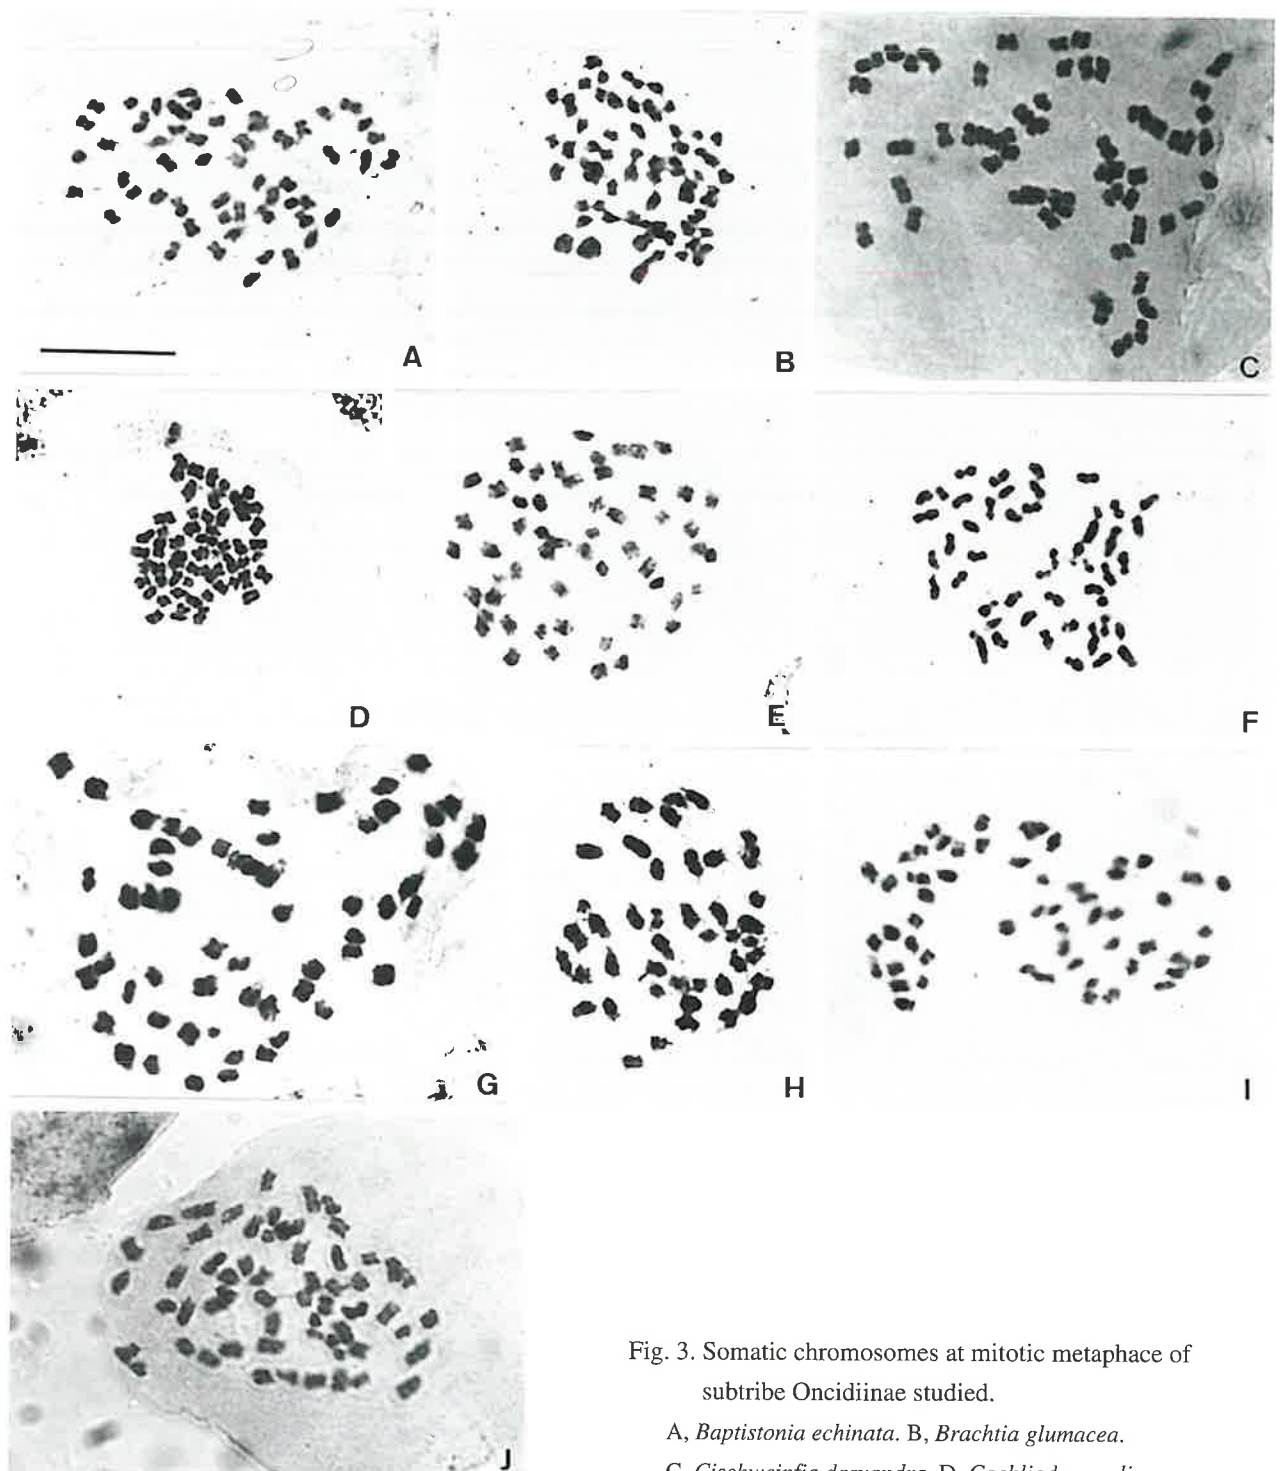 A
B
C
D
E
F
G
H
I
J
Fig. 3. Somatic chromosomes at mitotic metaphace of
subtribe Oncidiinae studied.
A, Baptistonia echinata. B, Brachtia glumacea.